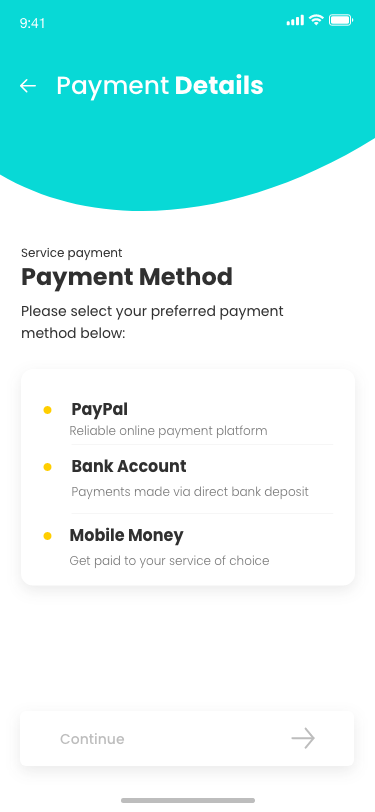 9:41
Payment Details
Service payment
Payment Method
Please select your preferred payment
method below:
PayPal
Reliable online payment platform
Bank Account
Payments made via direct bank deposit
Mobile Money
Get paid to your service of choice
Continue